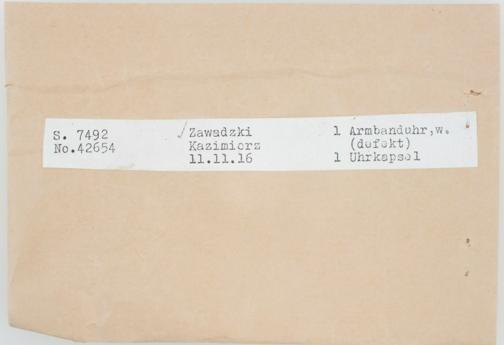 S. 7492
No.42654
Zawadzki
Kazimierz
11.11.16
1 Armbanduhr,w.
(defekt)
1 Uhrkapsel